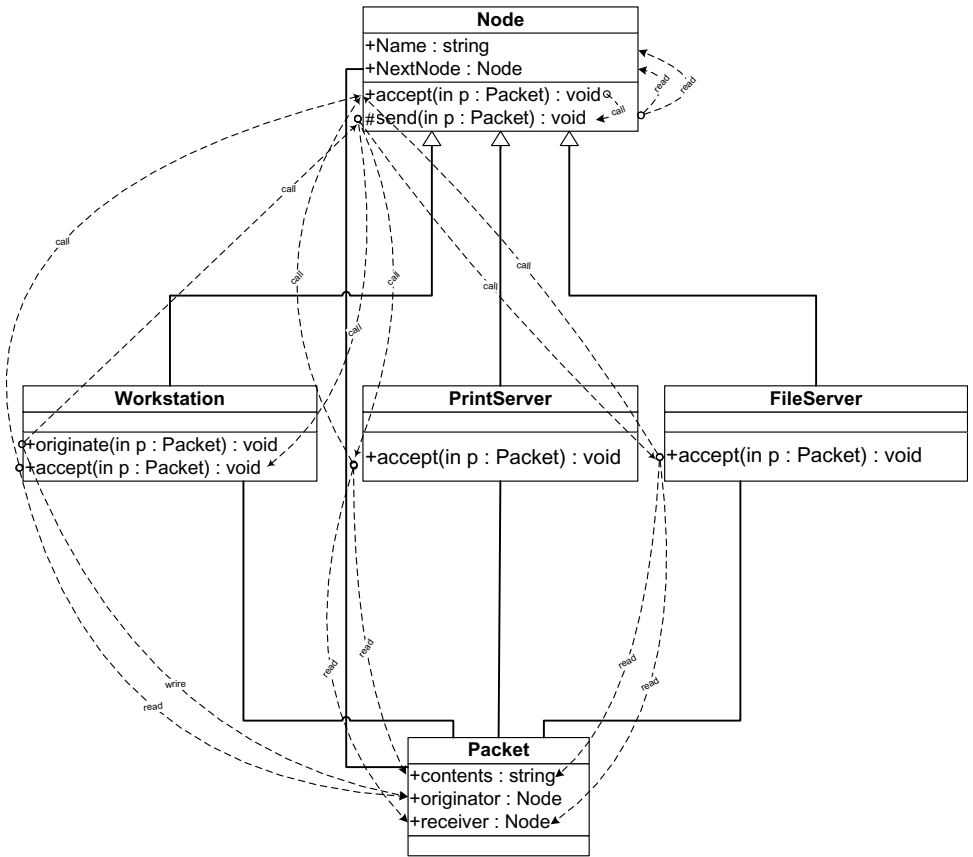 Node
+Name : string
+NextNode : Node
+accept(in p : Packet) : void
#send(in p : Packet) : void
call
read
read
call
call
call
call
call
call
call
Workstation
+originate(in p : Packet) : void
+accept(in p : Packet) : void
PrintServer
+accept(in p : Packet) : void
FileServer
+accept(in p : Packet) : void
read
read
read
read
wrire
read
Packet
+contents : string
+originator : Node
+receiver : Node